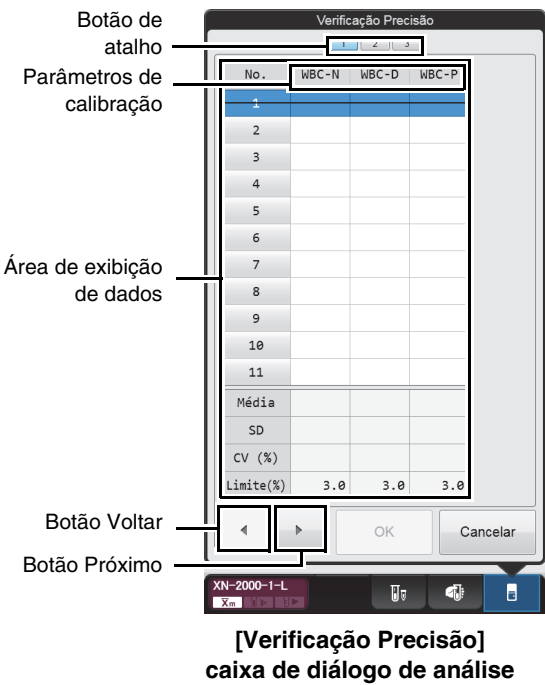 Botão de
atalho
Verificação Precisão
1 2 3
Parâmetros de
calibração
No. WBC-N WBC-D WBC-P
1
2
3
4
5
6
7
Área de exibição
de dados
8
9
10
11
Média
SD
CV (%)
Limite(%) 3.0 3.0 3.0
Botão Voltar
OK Cancelar
Botão Próximo
XN-2000-1-L
Xm
[Verificação Precisão]
caixa de diálogo de análise